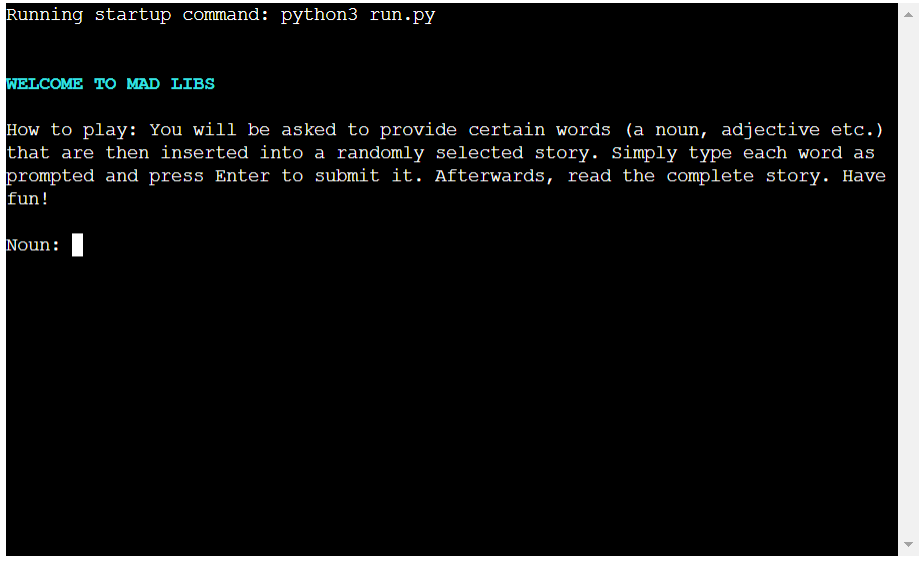 Running startup command: python3 run.py
WELCOME TO MAD LIBS
How to play: You will be asked to provide certain words (a noun, adjective etc.)
that are then inserted into a randomly selected story. Simply type each word as
prompted and press Enter to submit it. Afterwards, read the complete story. Have
fun!
Noun: